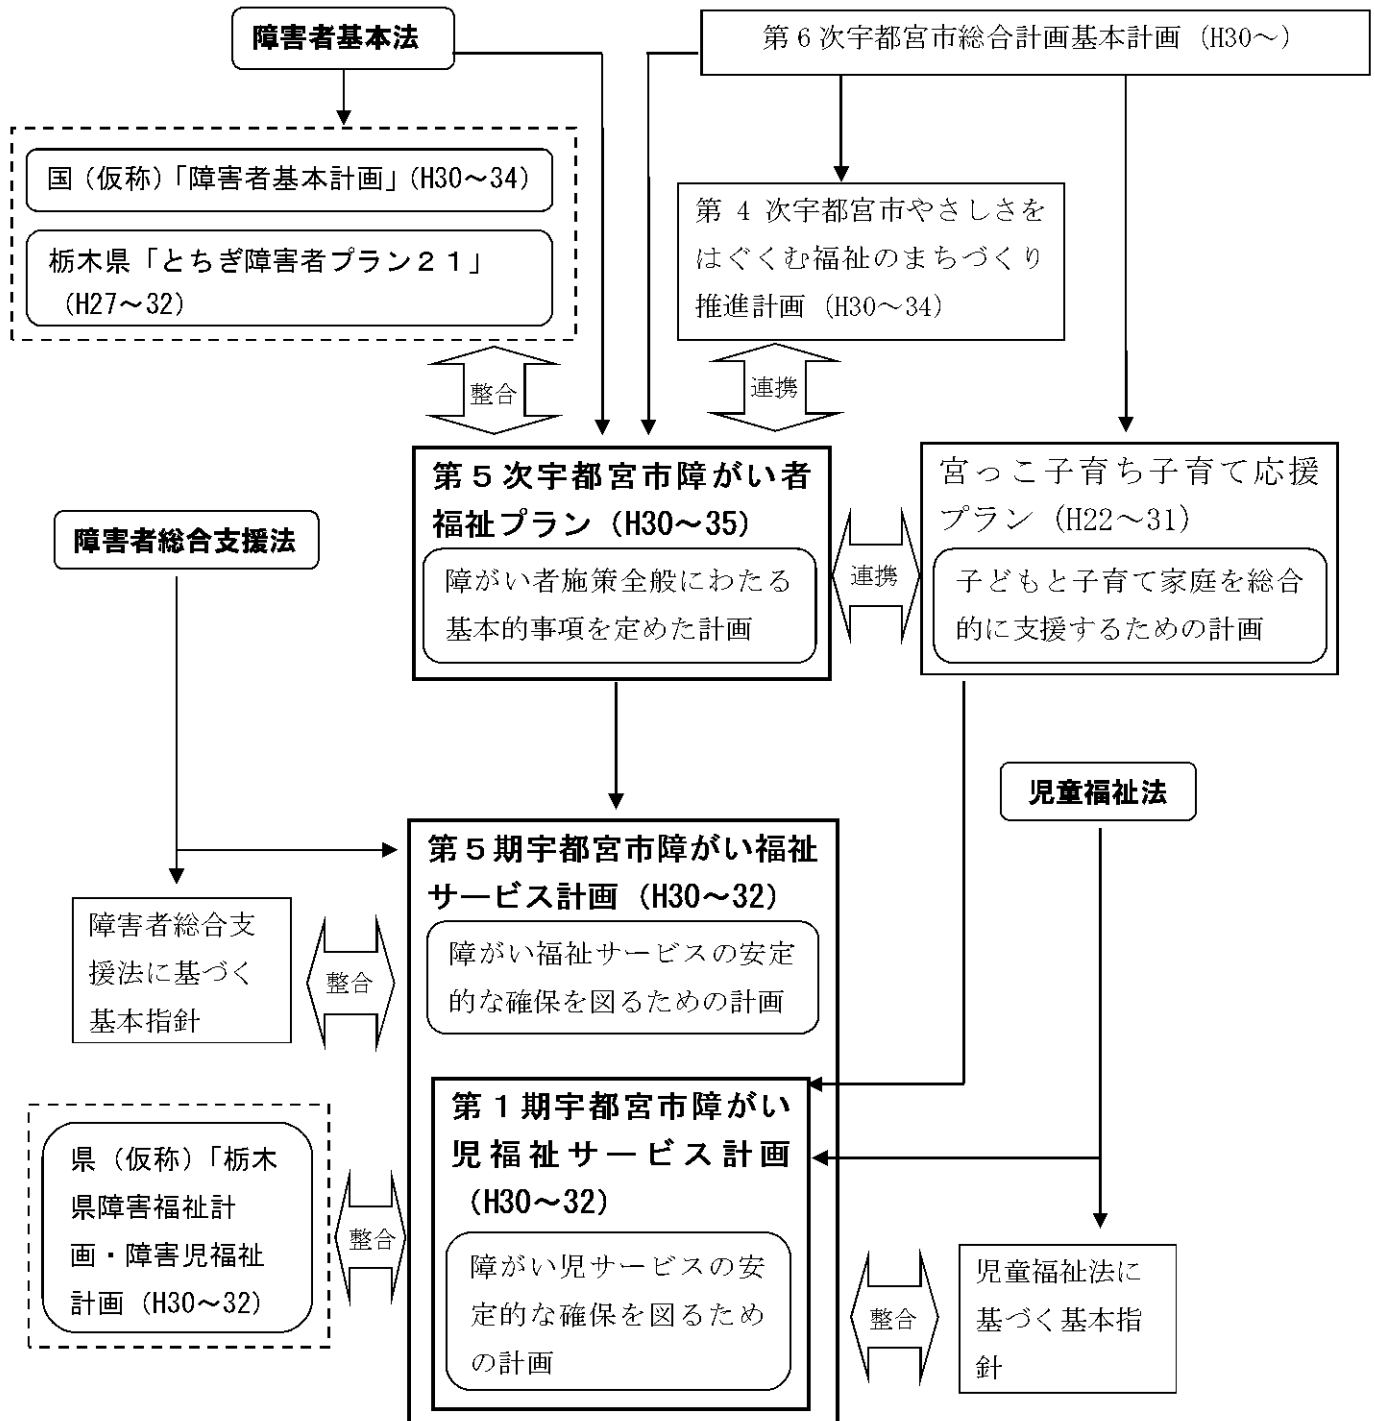 障害者基本法
第6次宇都宮市総合計画基本計画（H30～）
国（仮称）「障害者基本計画」（H30～34）
栃木県「とちぎ障害者プラン２１」
（H27～32）
第 4 次宇都宮市やさしさを
はぐくむ福祉のまちづくり
推進計画（H30～34）
整合
連携
第５次宇都宮市障がい者
福祉プラン（H30～35）
障がい者施策全般にわたる
基本的事項を定めた計画
連携
宮っこ子育ち子育て応援
プラン（H22～31）
子どもと子育て家庭を総合
的に支援するための計画
障害者総合支援法
児童福祉法
第５期宇都宮市障がい福祉
サービス計画（H30～32）
障がい福祉サービスの安定
的な確保を図るための計画
障害者総合支
援法に基づく
基本指針
整合
第１期宇都宮市障がい
児福祉サービス計画
（H30～32）
障がい児サービスの安
定的な確保を図るため
の計画
県（仮称）「栃木
県障害福祉計
画・障害児福祉
計画（H30～32）
整合
整合
児童福祉法に
基づく基本指
針